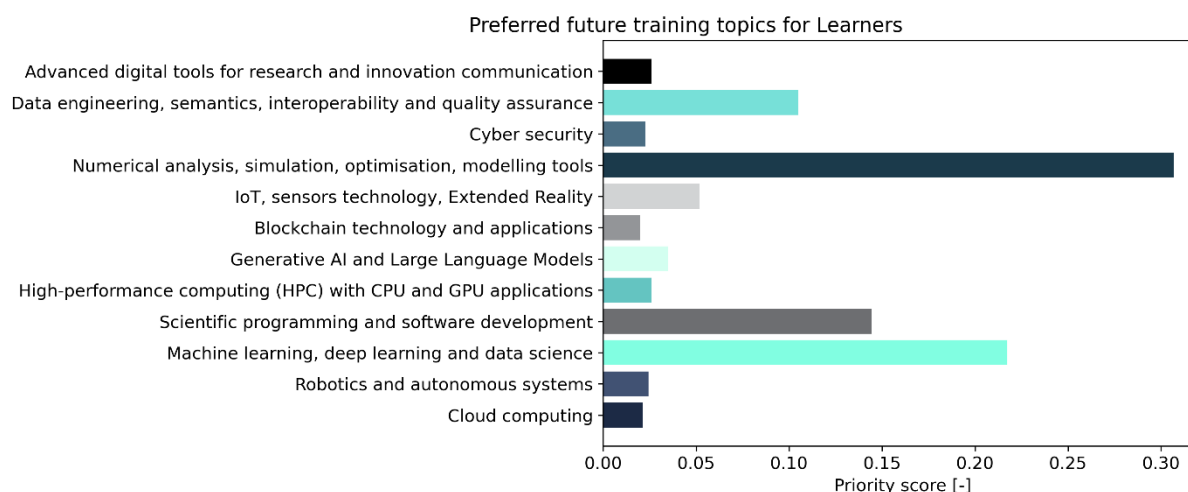 Preferred future training topics for Learners
Advanced digital tools for research and innovation communication
Data engineering, semantics, interoperability and quality assurance
Cyber security
Numerical analysis, simulation, optimisation, modelling tools
IoT, sensors technology, Extended Reality
Blockchain technology and applications
Generative AI and Large Language Models
High-performance computing (HPC) with CPU and GPU applications
Scientific programming and software development
Machine learning, deep learning and data science
Robotics and autonomous systems
Cloud computing
0.00 0.05 0.10 0.15 0.20 0.25 0.30
Priority score [-]